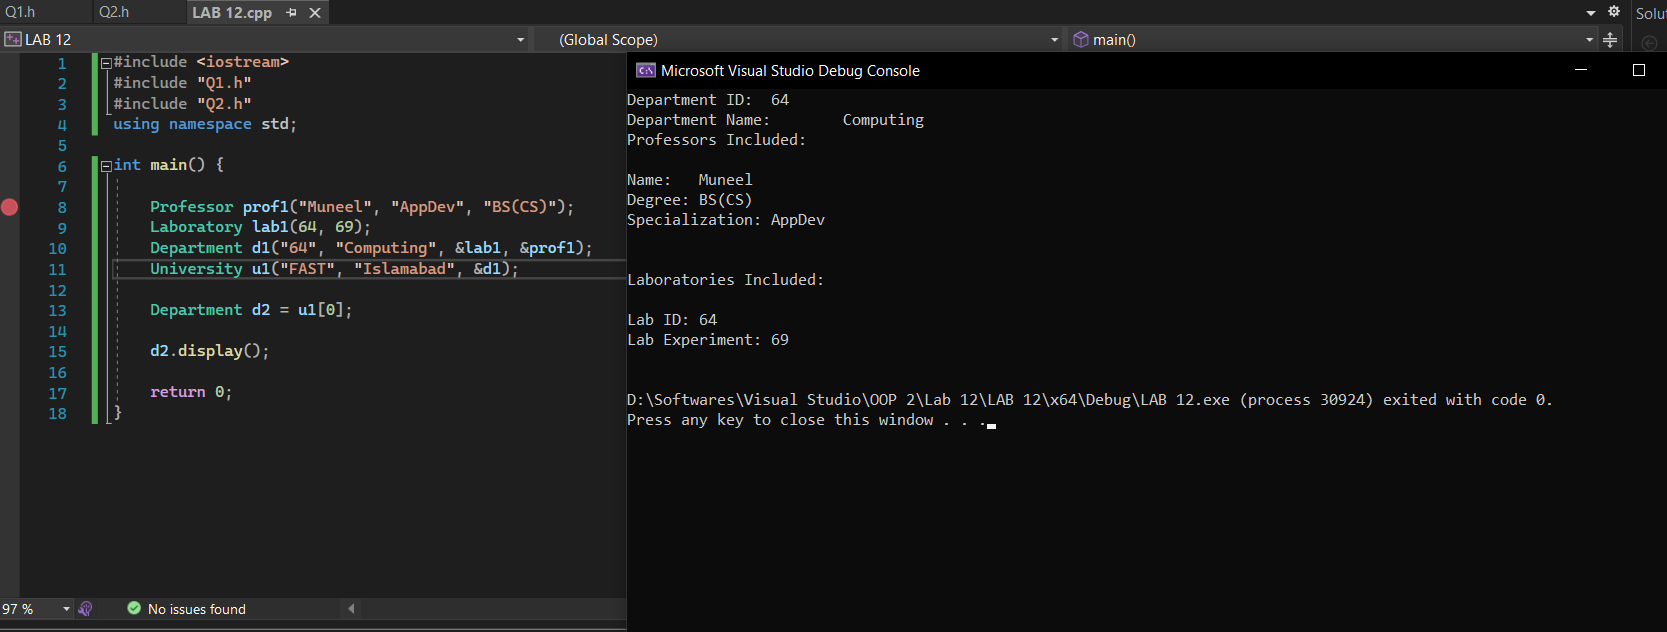 Q1.h Q2.h LAB 12.cpp
Solut
LAB 12 (Global Scope) main()
1 #include <iostream>
2 #include "Q1.h"
3 #include "Q2.h"
4 using namespace std;
5
6 int main() {
7
8 Professor prof1("Muneel", "AppDev", "BS(CS)");
9 Laboratory lab1(64, 69);
10 Department d1("64", "Computing", &lab1, &prof1);
11 University u1("FAST", "Islamabad", &d1);
12
13 Department d2 = u1[0];
14
15 d2.display();
16
17 return 0;
18 }
97 % No issues found
C:\ Microsoft Visual Studio Debug Console
Department ID: 64
Department Name: Computing
Professors Included:
Name: Muneel
Degree: BS(CS)
Specialization: AppDev
Laboratories Included:
Lab ID: 64
Lab Experiment: 69
D:\Softwares\Visual Studio\OOP 2\Lab 12\LAB 12\x64\Debug\LAB 12.exe (process 30924) exited with code 0.
Press any key to close this window . . .